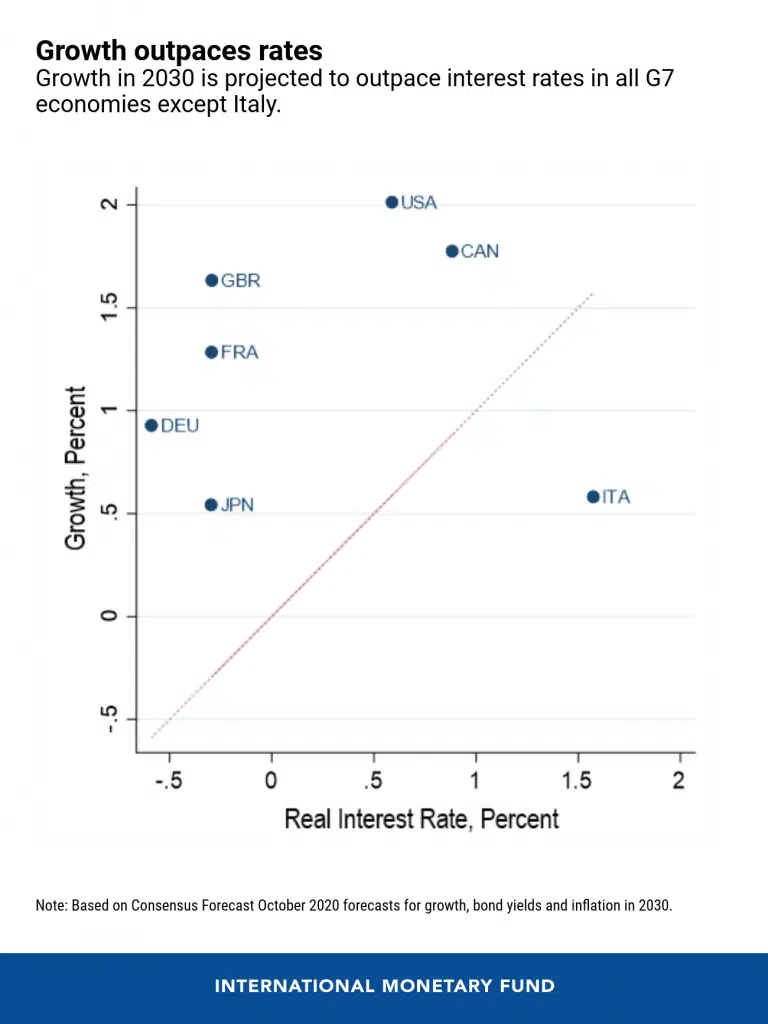 Growth outpaces rates
Growth in 2030 is projected to outpace interest rates in all G7
economies except Italy.
Growth, Percent
2
1.5
1
.5
0
-.5
USA
CAN
GBR
FRA
DEU
ITA
JPN
-.5 0 .5 1 1.5 2
Real Interest Rate, Percent
Note: Based on Consensus Forecast October 2020 forecasts for growth, bond yields and inflation in 2030.
INTERNATIONAL MONETARY FUND